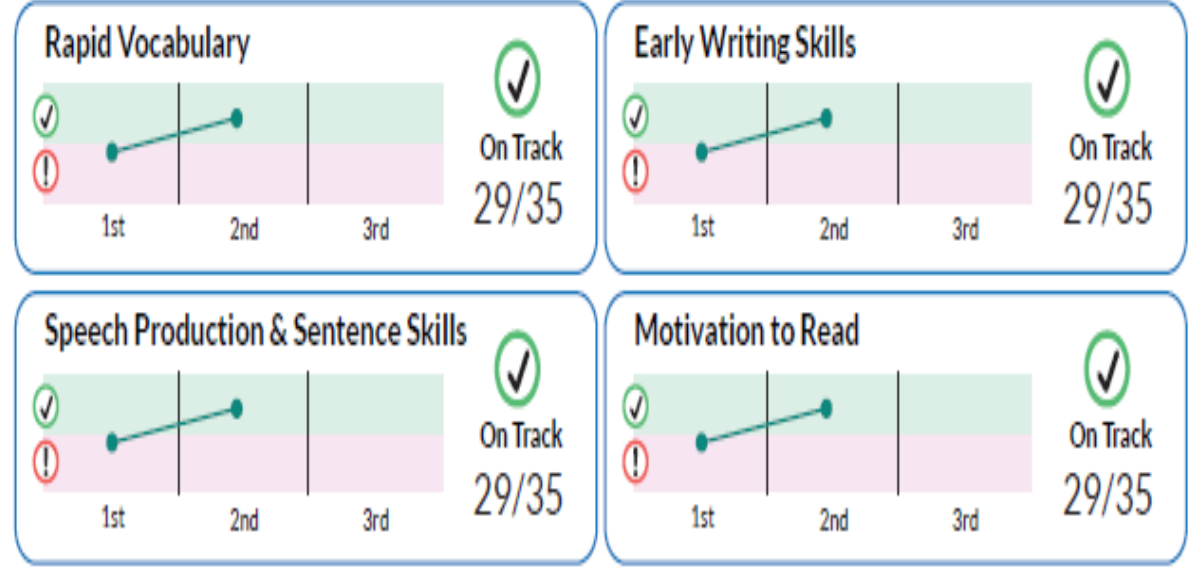 Rapid Vocabulary
On Track
29/35
1st 2nd 3rd
Early Writing Skills
On Track
29/35
1st 2nd 3rd
Speech Production & Sentence Skills
On Track
29/35
1st 2nd 3rd
Motivation to Read
On Track
29/35
1st 2nd 3rd